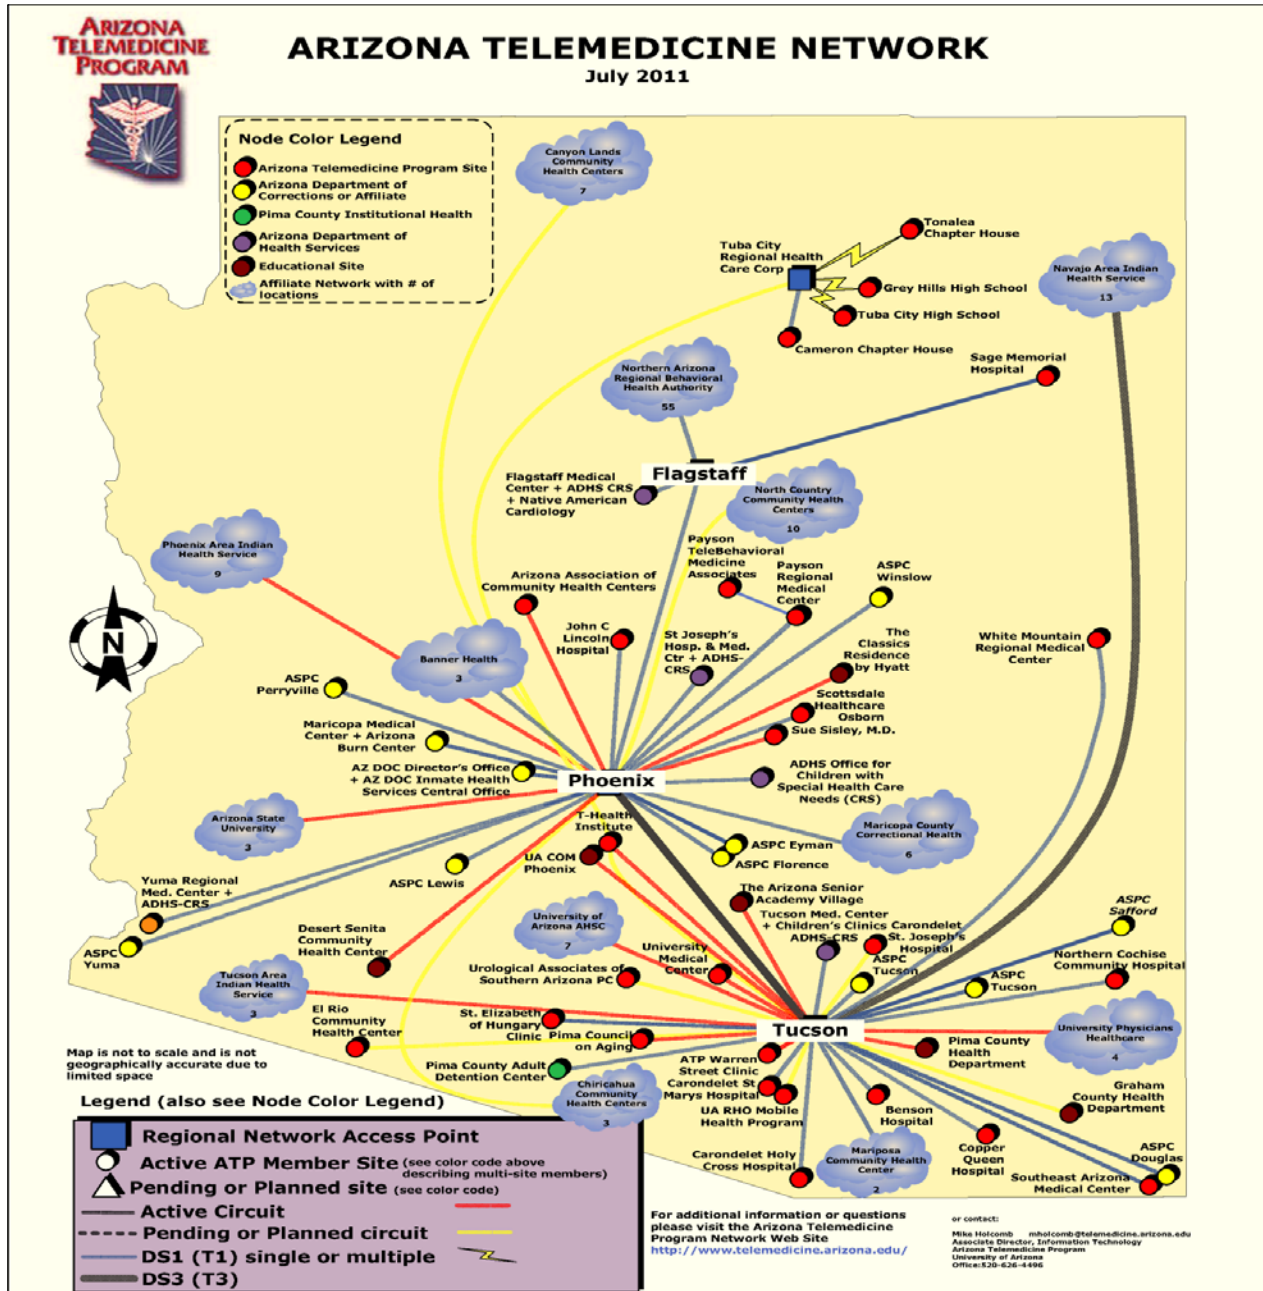 ARIZONA
TELEMEDICINE
PROGRAM
ARIZONA TELEMEDICINE NETWORK
July 2011
Node Color Legend
Arizona Telemedicine Program Site
Arizona Department of
Corrections or Affiliate
Pima County Institutional Health
Arizona Department of
Health Services
Educational Site
Affiliate Network with # of
locations
Canyon Lands
Community
Health Centers
7
Tonalea
Chapter House
Tuba City
Regional Health
Care Corp
Grey Hills High School
Tuba City High School
Cameron Chapter House
Navajo Area Indian
Health Service
13
Sage Memorial
Hospital
Northern Arizona
Regional Behavioral
Health Authority
55
Flagstaff
Flagstaff Medical
Center + ADHS CRS
+ Native American
Cardiology
North Country
Community Health
Centers
10
Phoenix Area Indian
Health Service
9
Payson
TeleBehavioral
Medicine
Associates
Payson
Regional
Medical
Center
ASPC
Winslow
Arizona Association of
Community Health Centers
John C
Lincoln
Hospital
St Joseph's
Hosp. & Med.
Ctr + ADHS-
CRS
The
Classics
Residence
by Hyatt
White Mountain
Regional Medical
Center
Banner Health
3
ASPC
Perryville
Scottsdale
Healthcare
Osborn
Sue Sisley, M.D.
Maricopa Medical
Center + Arizona
Burn Center
AZ DOC Director's Office
+ AZ DOC Inmate Health
Services Central Office
Phoenix
ADHS Office for
Children with
Special Health Care
Needs (CRS)
Arizona State
University
3
T-Health
Institute
UA COM
Phoenix
ASPC Eyman
ASPC Florence
Maricopa County
Correctional Health
6
ASPC Lewis
Yuma Regional
Med. Center +
ADHS-CRS
ASPC
Yuma
Desert Senita
Community
Health Center
University of
Arizona AHSC
7
The Arizona Senior
Academy Village
Tucson Med. Center
+ Children's Clinics
ADHS-CRS
Carondelet
St. Joseph's
Hospital
ASPC
Safford
University
Medical
Center
Urological Associates of
Southern Arizona PC
ASPC
Tucson
ASPC
Tucson
Northern Cochise
Community Hospital
Tucson Area
Indian Health
Service
3
El Rio
Community
Health Center
St. Elizabeth
of Hungary
Clinic
Pima Council
on Aging
Tucson
University Physicians
Healthcare
4
Pima County
Health
Department
Map is not to scale and is not
geographically accurate due to
limited space
Pima County Adult
Detention Center
ATP Warren
Street Clinic
Carondelet St
Marys Hospital
UA RHO Mobile
Health Program
Chiricahua
Community
Health Centers
3
Benson
Hospital
Graham
County Health
Department
Carondelet Holy
Cross Hospital
Mariposa
Community Health
Center
2
Copper
Queen
Hospital
ASPC
Douglas
Southeast Arizona
Medical Center
Legend (also see Node Color Legend)
Regional Network Access Point
Active ATP Member Site (see color code above
describing multi-site members)
Pending or Planned site (see color code)
Active Circuit
Pending or Planned circuit
DS1 (T1) single or multiple
DS3 (T3)
N
For additional information or questions
please visit the Arizona Telemedicine
Program Network Web Site
http://www.telemedicine.arizona.edu/
or contact:
Mike Holcomb mholcomb@telemedicine.arizona.edu
Associate Director, Information Technology
Arizona Telemedicine Program
University of Arizona
Office:520-626-4496